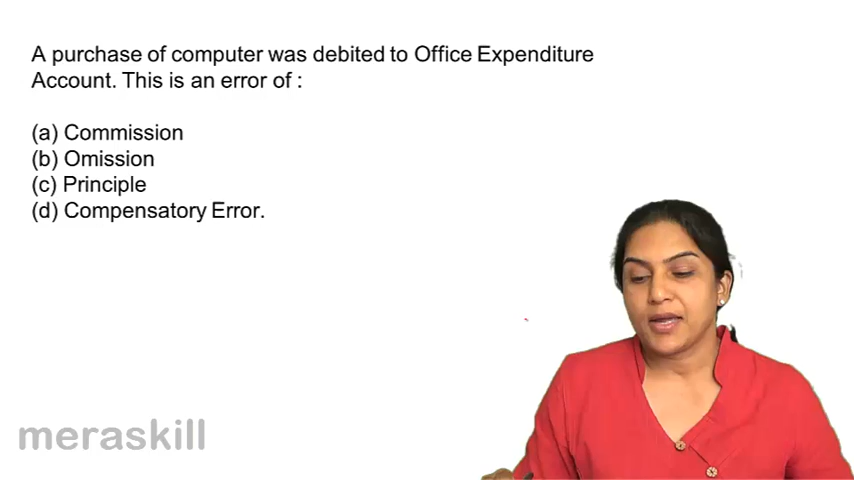 A purchase of computer was debited to Office Expenditure
Account. This is an error of :
(a) Commission
(b) Omission
(c) Principle
(d) Compensatory Error.
meraskill